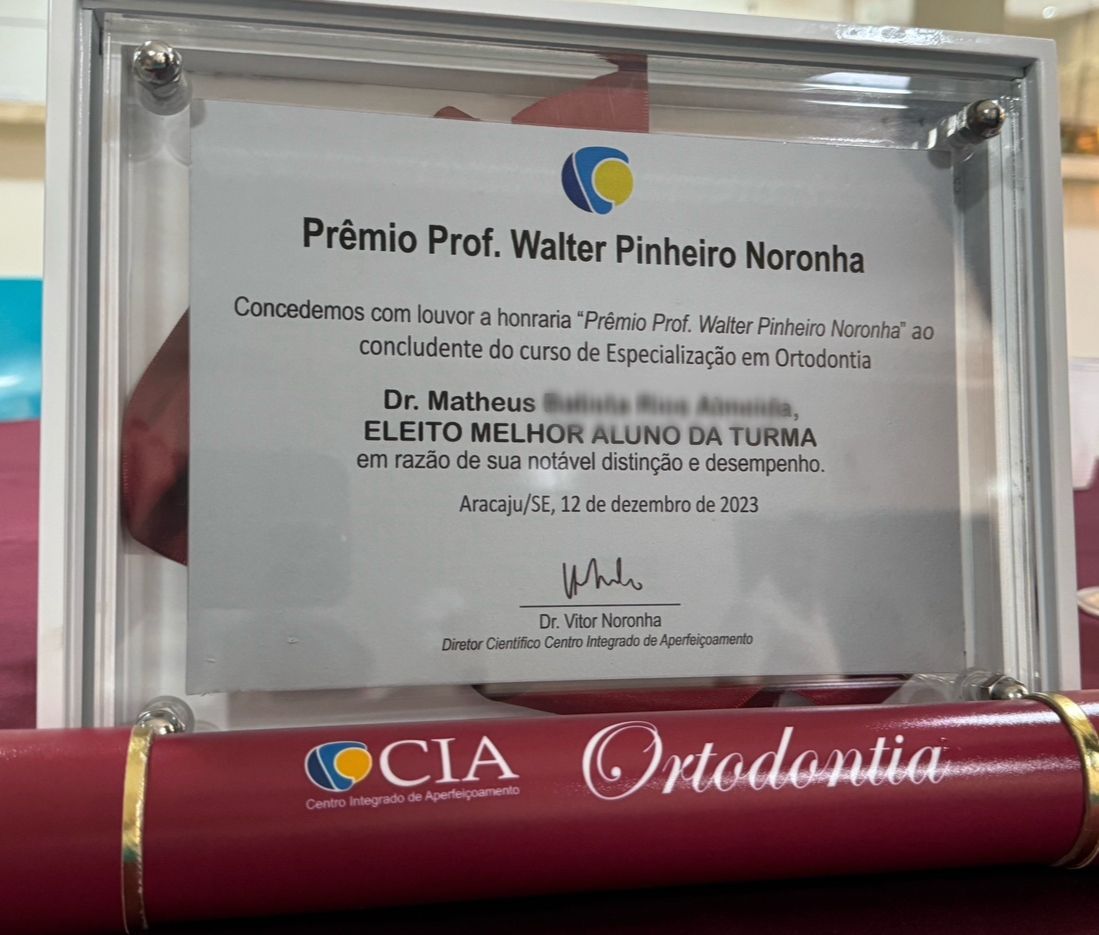 Prêmio Prof. Walter Pinheiro Noronha
Concedemos com louvor a honraria “Prêmio Prof. Walter Pinheiro Noronha” ao
concludente do curso de Especialização em Ortodontia
Dr. Matheus
ELEITO MELHOR ALUNO DA TURMA
em razão de sua notável distinção e desempenho.
Aracaju/SE, 12 de dezembro de 2023
Dr. Vitor Noronha
Diretor Científico Centro Integrado de Aperfeiçoamento
CIA Ortodontia
Centro Integrado de Aperfeiçoamento